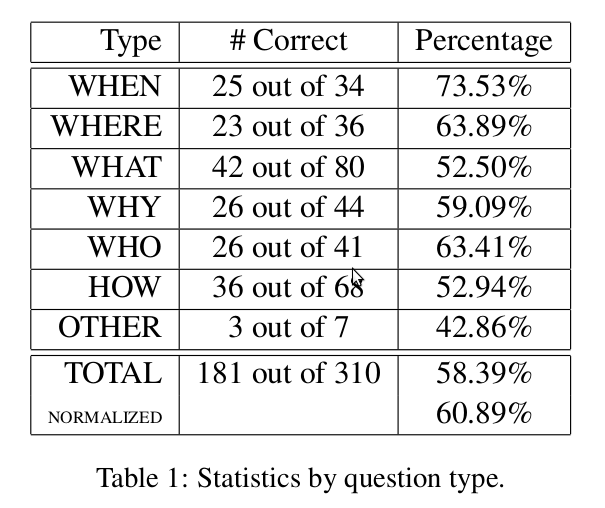 Type # Correct Percentage
WHEN 25 out of 34 73.53%
WHERE 23 out of 36 63.89%
WHAT 42 out of 80 52.50%
WHY 26 out of 44 59.09%
WHO 26 out of 41 63.41%
HOW 36 out of 68 52.94%
OTHER 3 out of 7 42.86%
TOTAL 181 out of 310 58.39%
NORMALIZED 60.89%
Table 1: Statistics by question type.